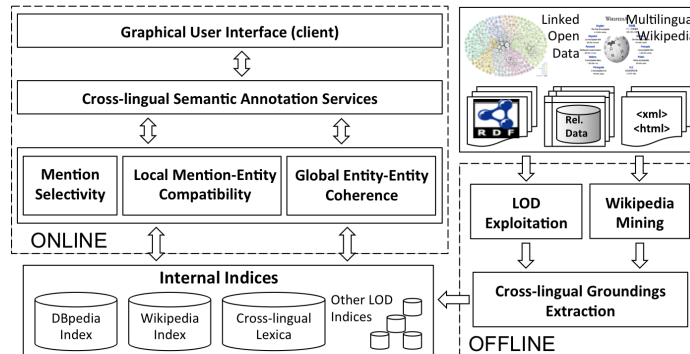 Graphical User Interface (client)
Cross-lingual Semantic Annotation Services
Mention
Selectivity
Local Mention-Entity
Compatibility
Global Entity-Entity
Coherence
ONLINE
Internal Indices
DBpedia
Index
Wikipedia
Index
Cross-lingual
Lexica
Other LOD
Indices
Linked
Open
Data
Multilingual
Wikipedia
RDF
Rel.
Data
<xml>
<html>
LOD
Exploitation
Wikipedia
Mining
Cross-lingual Groundings
Extraction
OFFLINE